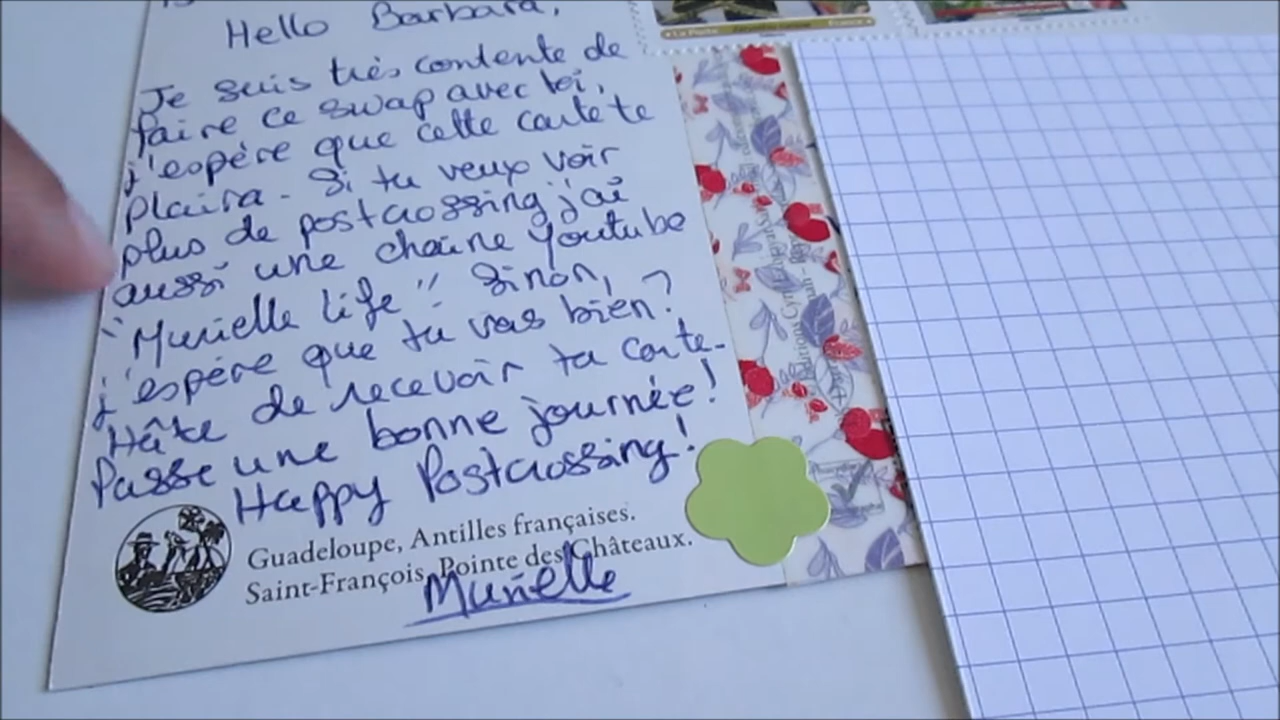 Hello Barbara,
Je suis très contente de
faire ce swap avec toi,
j'espère que cette carte te
plaira. Si tu veux voir
plus de postcrossing j'ai
aussi une chaîne Youtube
"Murielle Life". Sinon,
j'espère que tu vas bien?
Hâte de recevoir ta carte.
Passe une bonne journée!
Happy Postcrossing!
Guadeloupe, Antilles françaises.
Saint-François, Pointe des Châteaux.
Murielle
La Poste
France